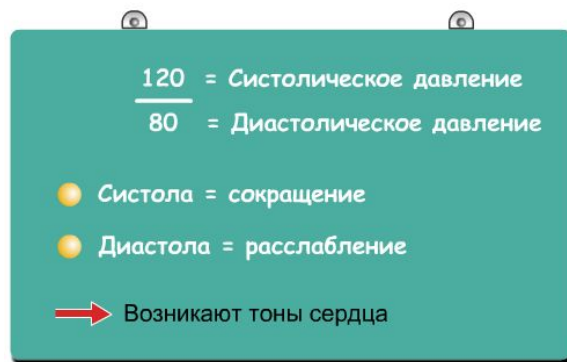 120 = Систолическое давление
80 = Диастолическое давление
Систола = сокращение
Диастола = расслабление
Возникают тоны сердца